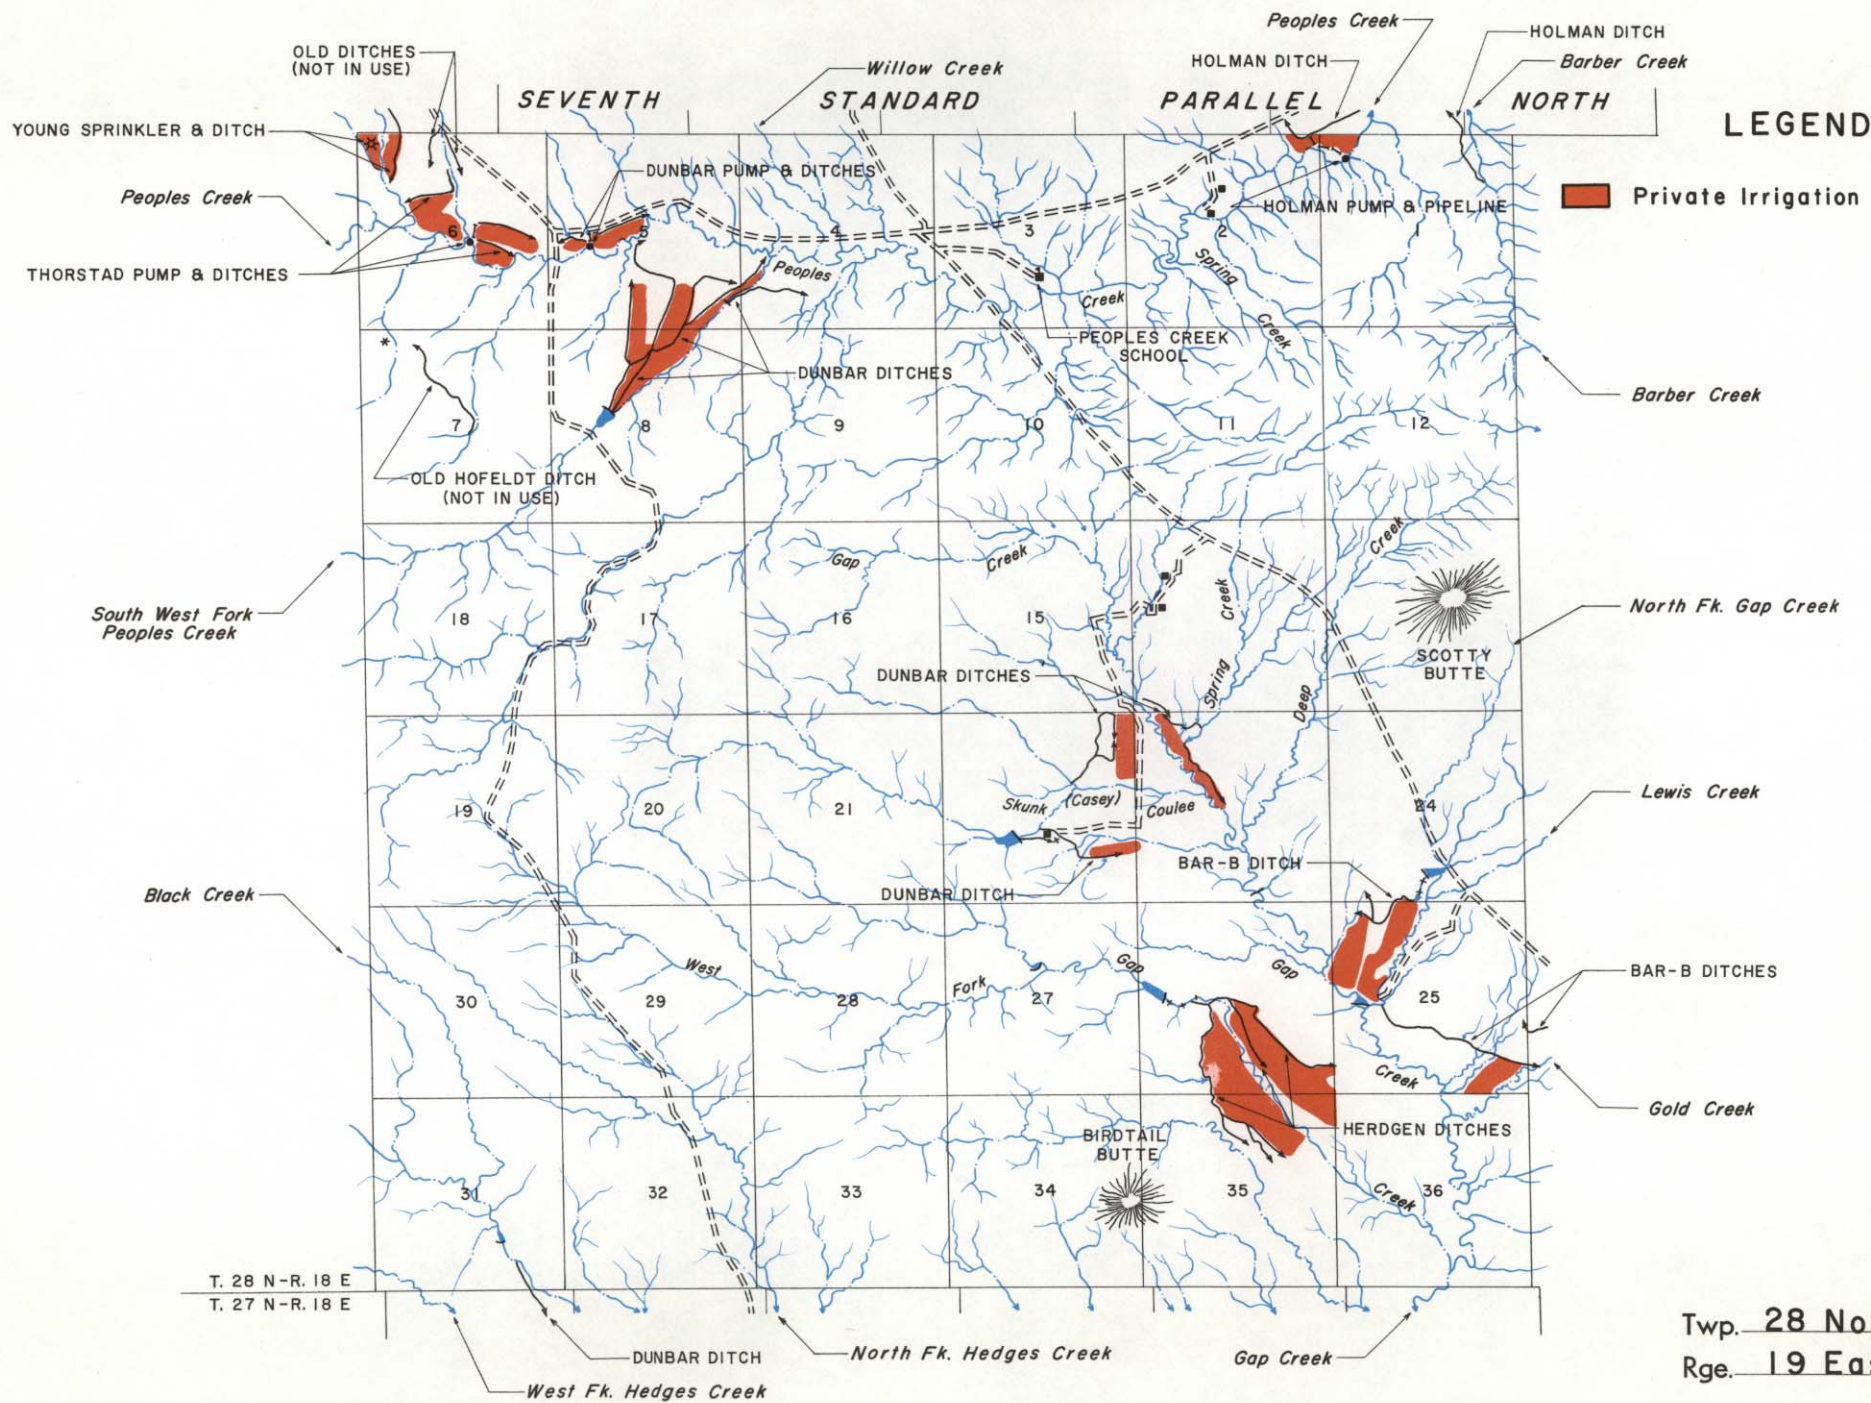 Peoples Creek
HOLMAN DITCH
OLD DITCHES
(NOT IN USE)
Willow Creek
HOLMAN DITCH
Barber Creek
SEVENTH STANDARD PARALLEL NORTH
LEGEND
YOUNG SPRINKLER & DITCH
DUNBAR PUMP & DITCHES
Peoples Creek
HOLMAN PUMP & PIPELINE
Private Irrigation
6 5 4 3 2 1
THORSTAD PUMP & DITCHES
Peoples
Creek
Spring
Creek
PEOPLES CREEK
SCHOOL
*
DUNBAR DITCHES
Barber Creek
7 8 9 10 11 12
OLD HOFELDT DITCH
(NOT IN USE)
Gap
Creek
Creek
South West Fork
Peoples Creek
18 17 16 15
Creek
North Fk. Gap Creek
SCOTTY
BUTTE
DUNBAR DITCHES
Spring
Deep
Lewis Creek
19 20 21
Skunk (Casey) Coulee
24
BAR-B DITCH
DUNBAR DITCH
Black Creek
West
Fork
Gap
Gap
BAR-B DITCHES
30 29 28 27 25
Creek
Gold Creek
BIRDTAIL
BUTTE
HERDGEN DITCHES
31 32 33 34 35 36
Creek
T. 28 N-R. 18 E
T. 27 N-R. 18 E
DUNBAR DITCH
North Fk. Hedges Creek
Gap Creek
West Fk. Hedges Creek
Twp. 28 No
Rge. 19 Eas